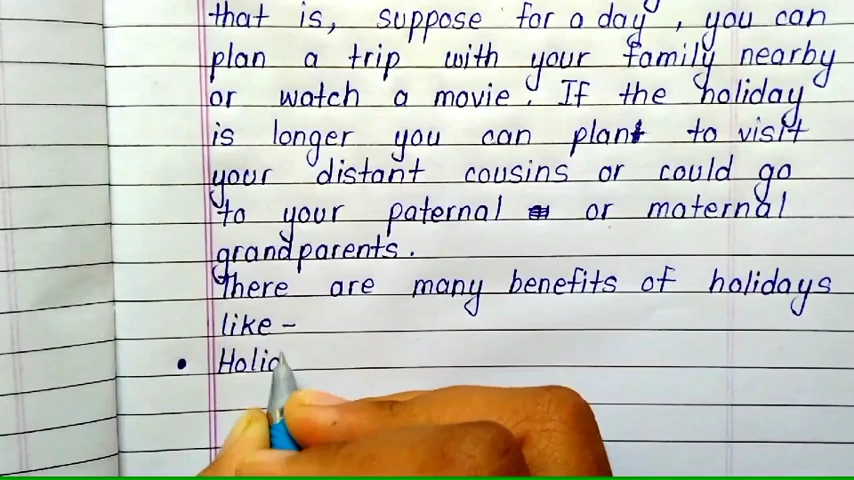 that is, suppose for a day, you can
plan a trip with your family nearby
or watch a movie. If the holiday
is longer you can plan to visit
your distant cousins or could go
to your paternal or maternal
grandparents.
There are many benefits of holidays
like -
• Holid